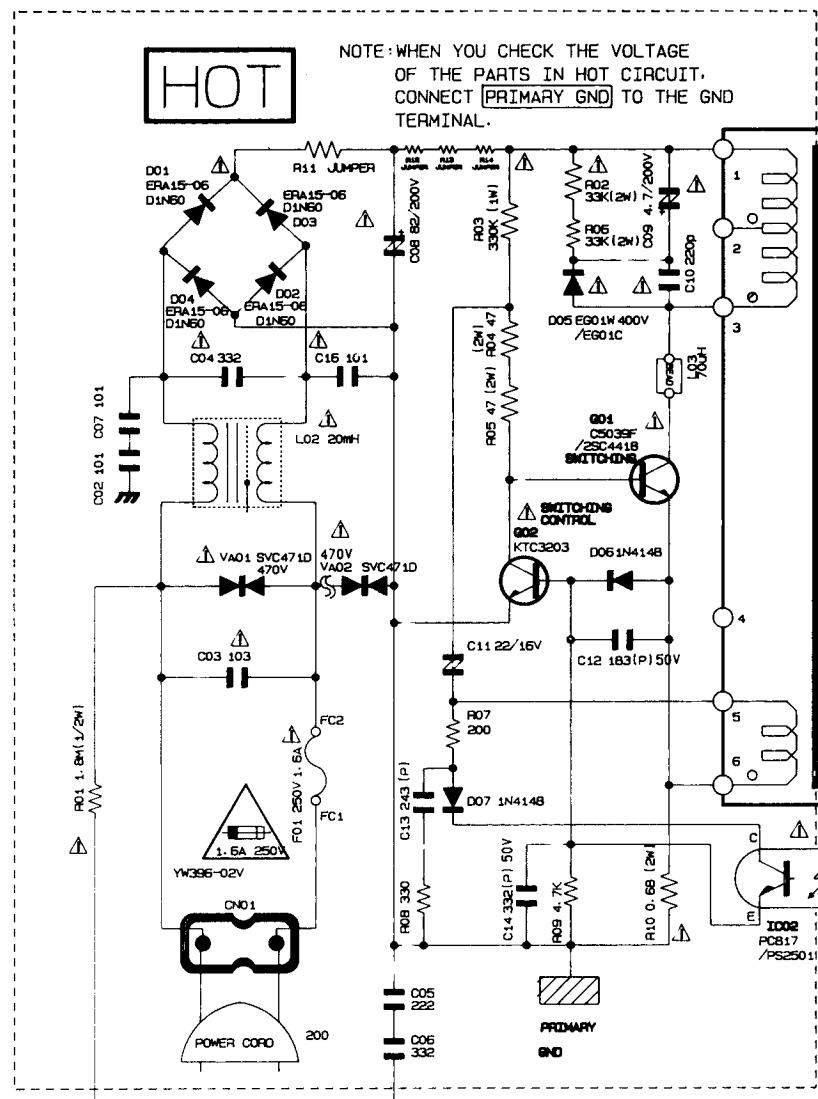 HOT
NOTE: WHEN YOU CHECK THE VOLTAGE
OF THE PARTS IN HOT CIRCUIT,
CONNECT PRIMARY GND TO THE GND
TERMINAL.
R11 JUMPER
R12
JUMPER
R13
JUMPER
R14
JUMPER
D01
ERA15-06
D1N60
ERA15-06
D1N60
D03
D04
ERA15-06
D1N60
D02
ERA15-06
D1N60
C08 82/200V
R03
330K (1W)
R02
33K(2W)
R06
33K(2W)
C09 4.7/200V
C10 220p
D05 EG01W 400V
/EG01C
1
2
3
C04 332
C16 101
C07 101
C02 101
L02 20mH
R04 47
(2W)
R05 47 (2W)
BEAD
L03
70uH
Q01
C5039F
/2SC4418
SWITCHING
SWITCHING
CONTROL
Q02
KTC3203
VA01 SVC471D
470V
470V
VA02 SVC471D
D06 1N4148
C12 183(P) 50V
4
C11 22/16V
C03 103
R07
200
5
6
FC2
F01 250V 1.6A
FC1
R01 1.8M(1/2W)
C13 243 (P)
D07 1N4148
1.6A 250V
YW396-02V
R08 330
C14 332(P) 50V
R09 4.7K
R10 0.68 (2W)
C
E
IC02
PC817
/PS2501
CN01
POWER CORD
200
C05
222
C06
332
PRIMARY
GND